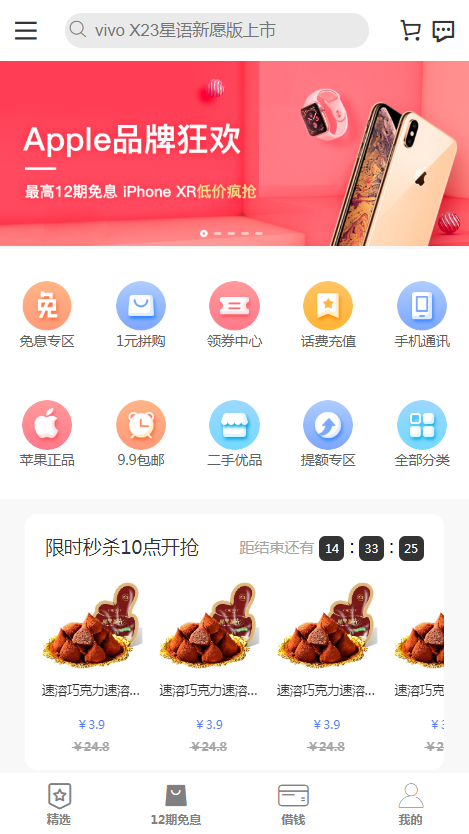 vivo X23星语新愿版上市
Apple品牌狂欢
最高12期免息 iPhone XR低价疯抢
免
免息专区 1元拼购 领券中心 话费充值 手机通讯
苹果正品 9.9包邮 二手优品 提额专区 全部分类
限时秒杀10点开抢 距结束还有 14 : 33 : 25
速溶巧克力速溶... 速溶巧克力速溶... 速溶巧克力速溶... 速溶巧
￥3.9 ￥3.9 ￥3.9 ￥3
￥24.8 ￥24.8 ￥24.8 ￥2
精选 12期免息 借钱 我的